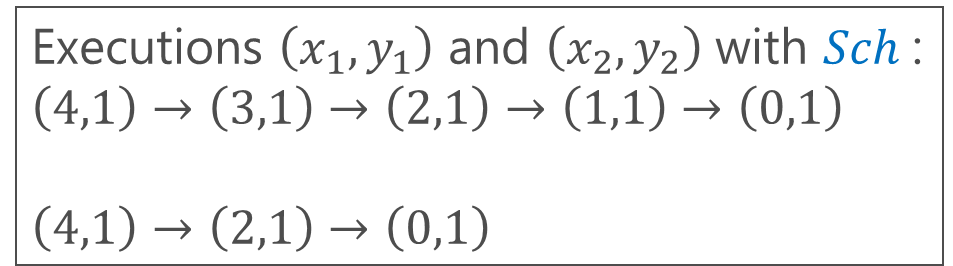 Executions (x₁, y₁) and (x₂, y₂) with Sch :
(4,1) → (3,1) → (2,1) → (1,1) → (0,1)
(4,1) → (2,1) → (0,1)